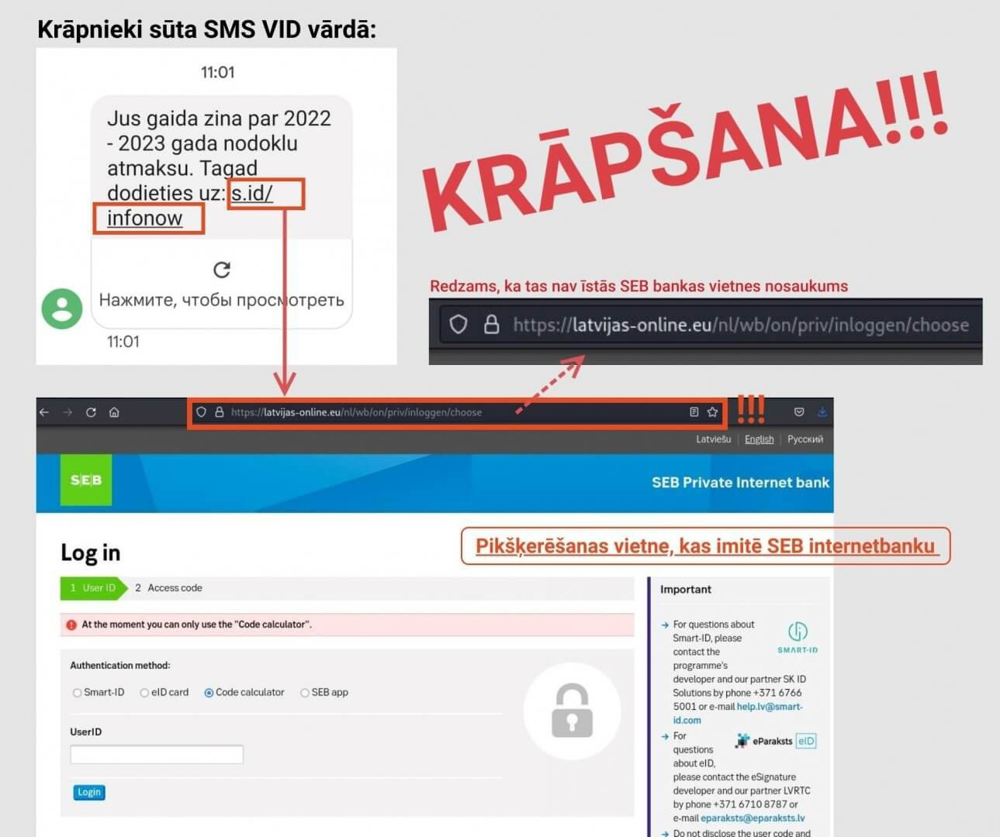 Krāpnieki sūta SMS VID vārdā:
11:01
Jus gaida zina par 2022
- 2023 gada nodoklu
atmaksu. Tagad
dodieties uz: s.id/
infonow
Нажмите, чтобы просмотреть
11:01
KRĀPŠANA!!!
Redzams, ka tas nav īstās SEB bankas vietnes nosaukums
https://latvijas-online.eu/nl/wb/on/priv/inloggen/choose
https://latvijas-online.eu/nl/wb/on/priv/inloggen/choose
!!!
Latviešu English Русский
SEB
SEB Private Internet bank
Pikšķerēšanas vietne, kas imitē SEB internetbanku
Log in
1 User ID 2 Access code
At the moment you can only use the "Code calculator".
Authentication method:
Smart-ID eID card Code calculator SEB app
UserID
Login
Important
For questions about
Smart-ID, please
contact the
programme's
developer and our partner SK ID
Solutions by phone +371 6766
5001 or e-mail help.lv@smart-
id.com
SMART-ID
For
questions
about eID,
please contact the eSignature
developer and our partner LVRTC
by phone +371 6710 8787 or
e-mail eparaksts@eparaksts.lv
eParaksts eID
Do not disclose the user code and